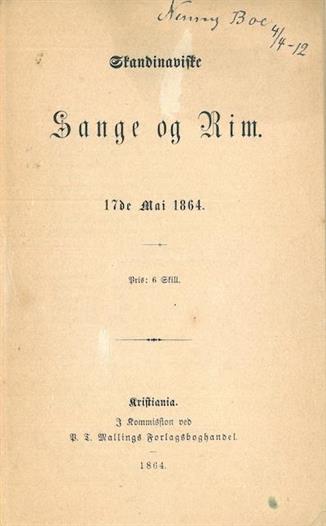 Nenny Boe
4/4-12
Skandinaviske
Sange og Rim.
17de Mai 1864.
Pris: 6 Skill.
Kristiania.
I Kommission ved
P. T. Mallings Forlagsboghandel.
1864.